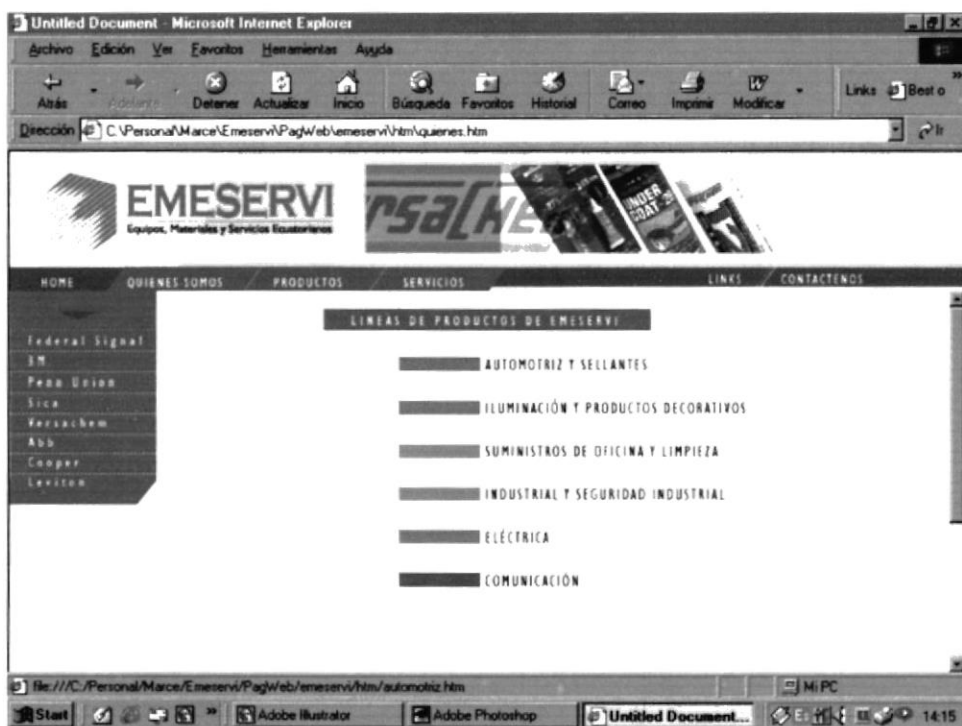 Untitled Document - Microsoft Internet Explorer
Archivo Edición Ver Favoritos Herramientas Ayuda
Atrás Adelante Detener Actualizar Inicio Búsqueda Favoritos Historial Correo Imprimir Modificar Links Best o
Dirección C:\Personal\Marce\Emeservi\PagWeb\emeservi\htm\quienes.htm Ir
EMESERVI
Equipos, Materiales y Servicios Ecuatorianos
UNDER
COAT
HOME QUIENES SOMOS PRODUCTOS SERVICIOS LINKS CONTACTENOS
LINEAS DE PRODUCTOS DE EMESERVI
Federal Signal
3M
Penn Union
Sica
Versachem
Abb
Cooper
Leviton
AUTOMOTRIZ Y SELLANTES
ILUMINACIÓN Y PRODUCTOS DECORATIVOS
SUMINISTROS DE OFICINA Y LIMPIEZA
INDUSTRIAL Y SEGURIDAD INDUSTRIAL
ELÉCTRICA
COMUNICACIÓN
file:///C:/Personal/Marce/Emeservi/PagWeb/emeservi/htm/automotriz.htm Mi PC
Start Adobe Illustrator Adobe Photoshop Untitled Document... 14:15